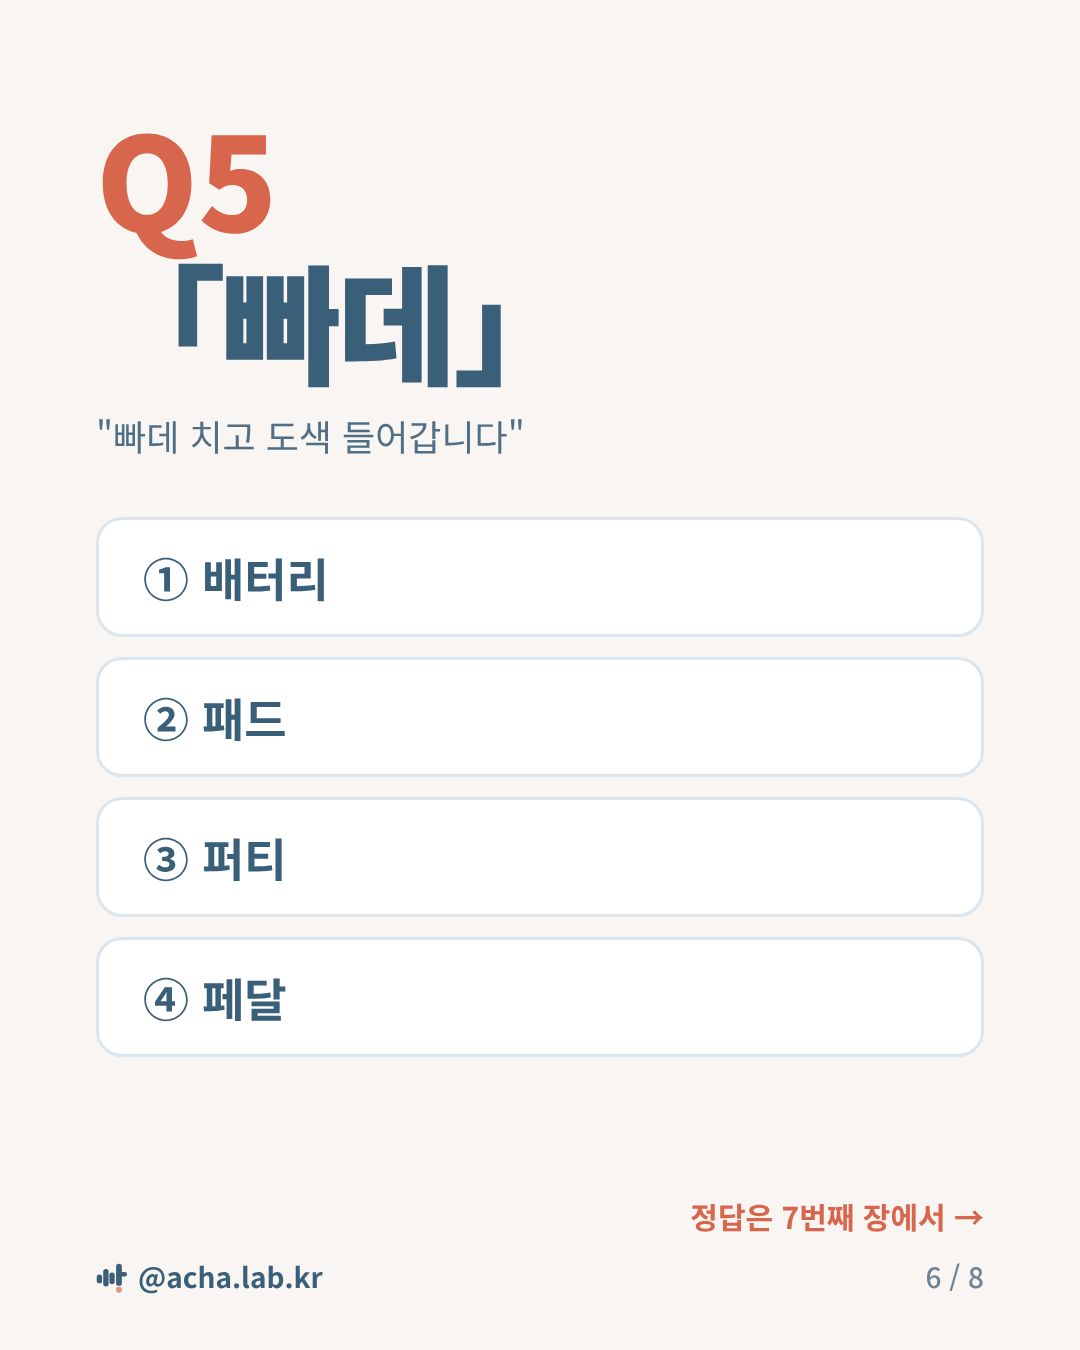 Q5
「빠데」
"빠데 치고 도색 들어갑니다"
① 배터리
② 패드
③ 퍼티
④ 페달
정답은 7번째 장에서 →
@acha.lab.kr
6 / 8